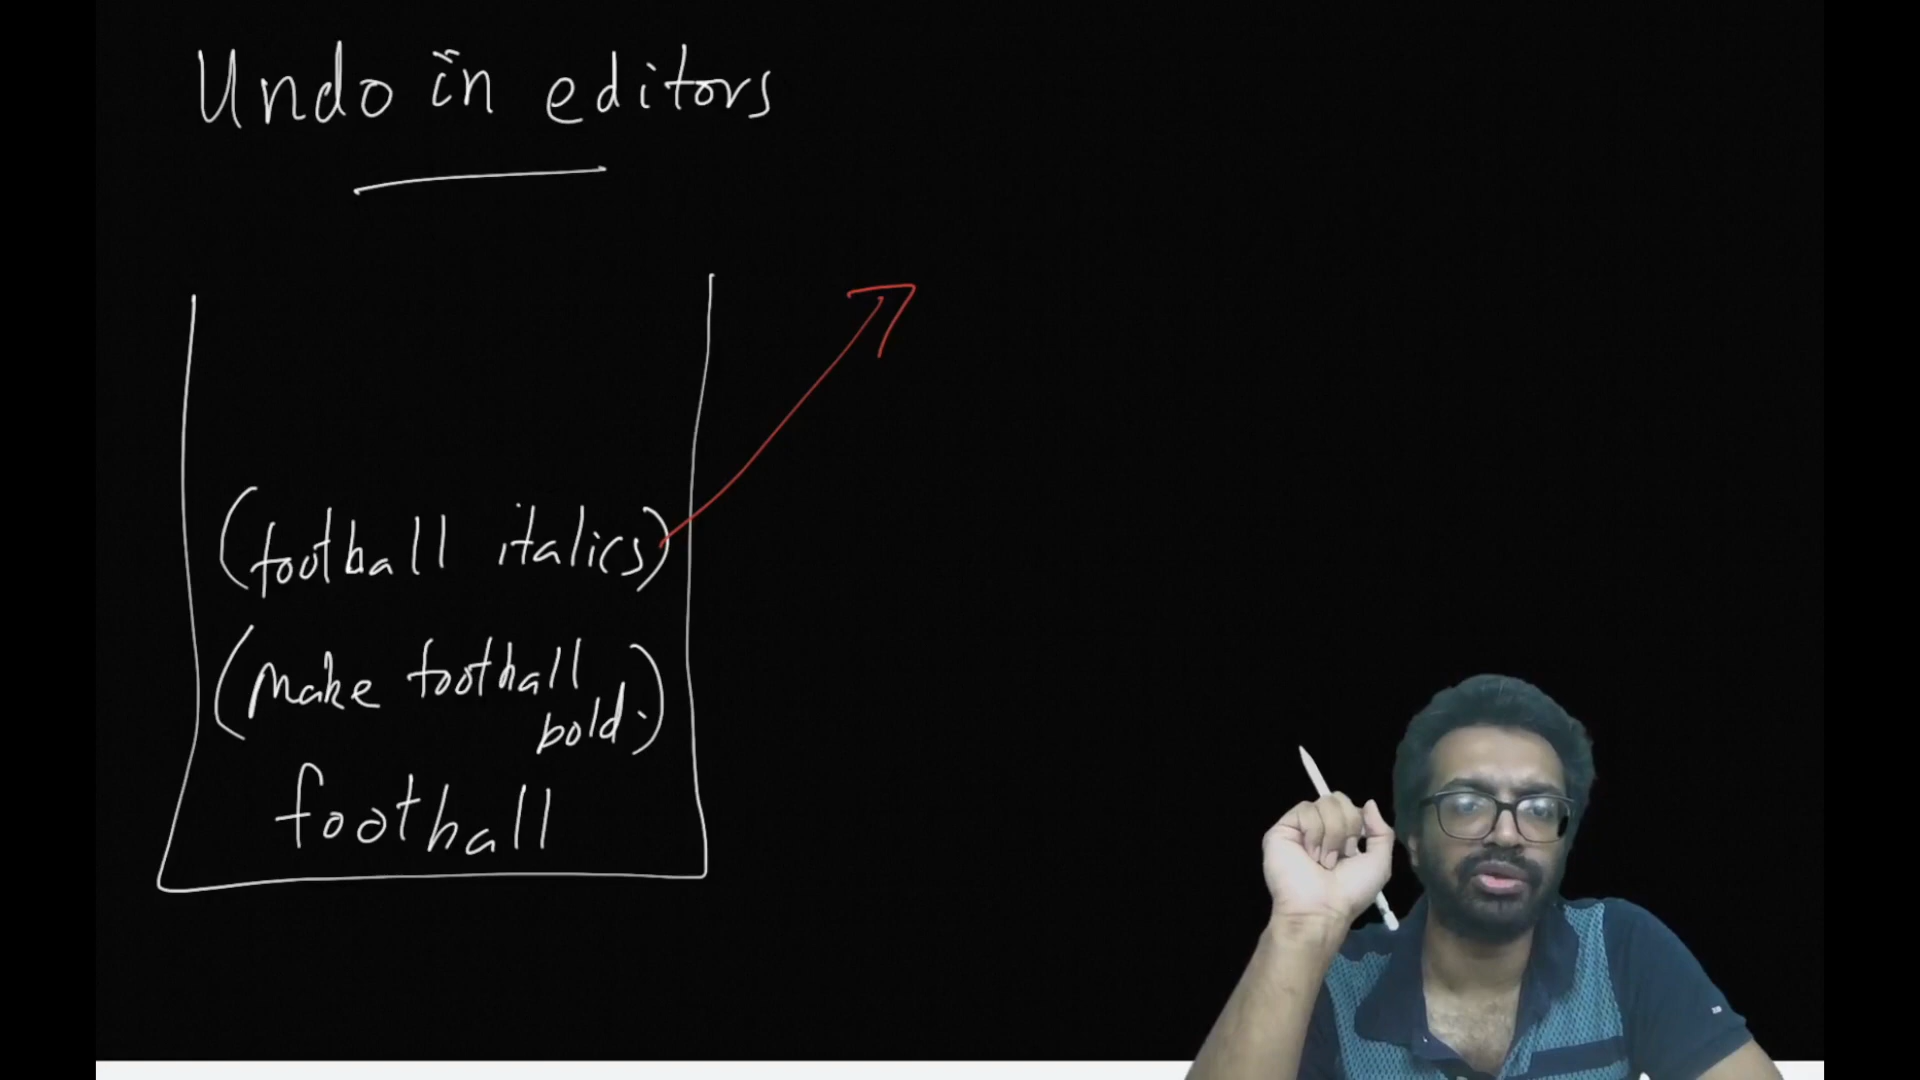 Undo in editors
(football italics)
(make football
bold.)
football